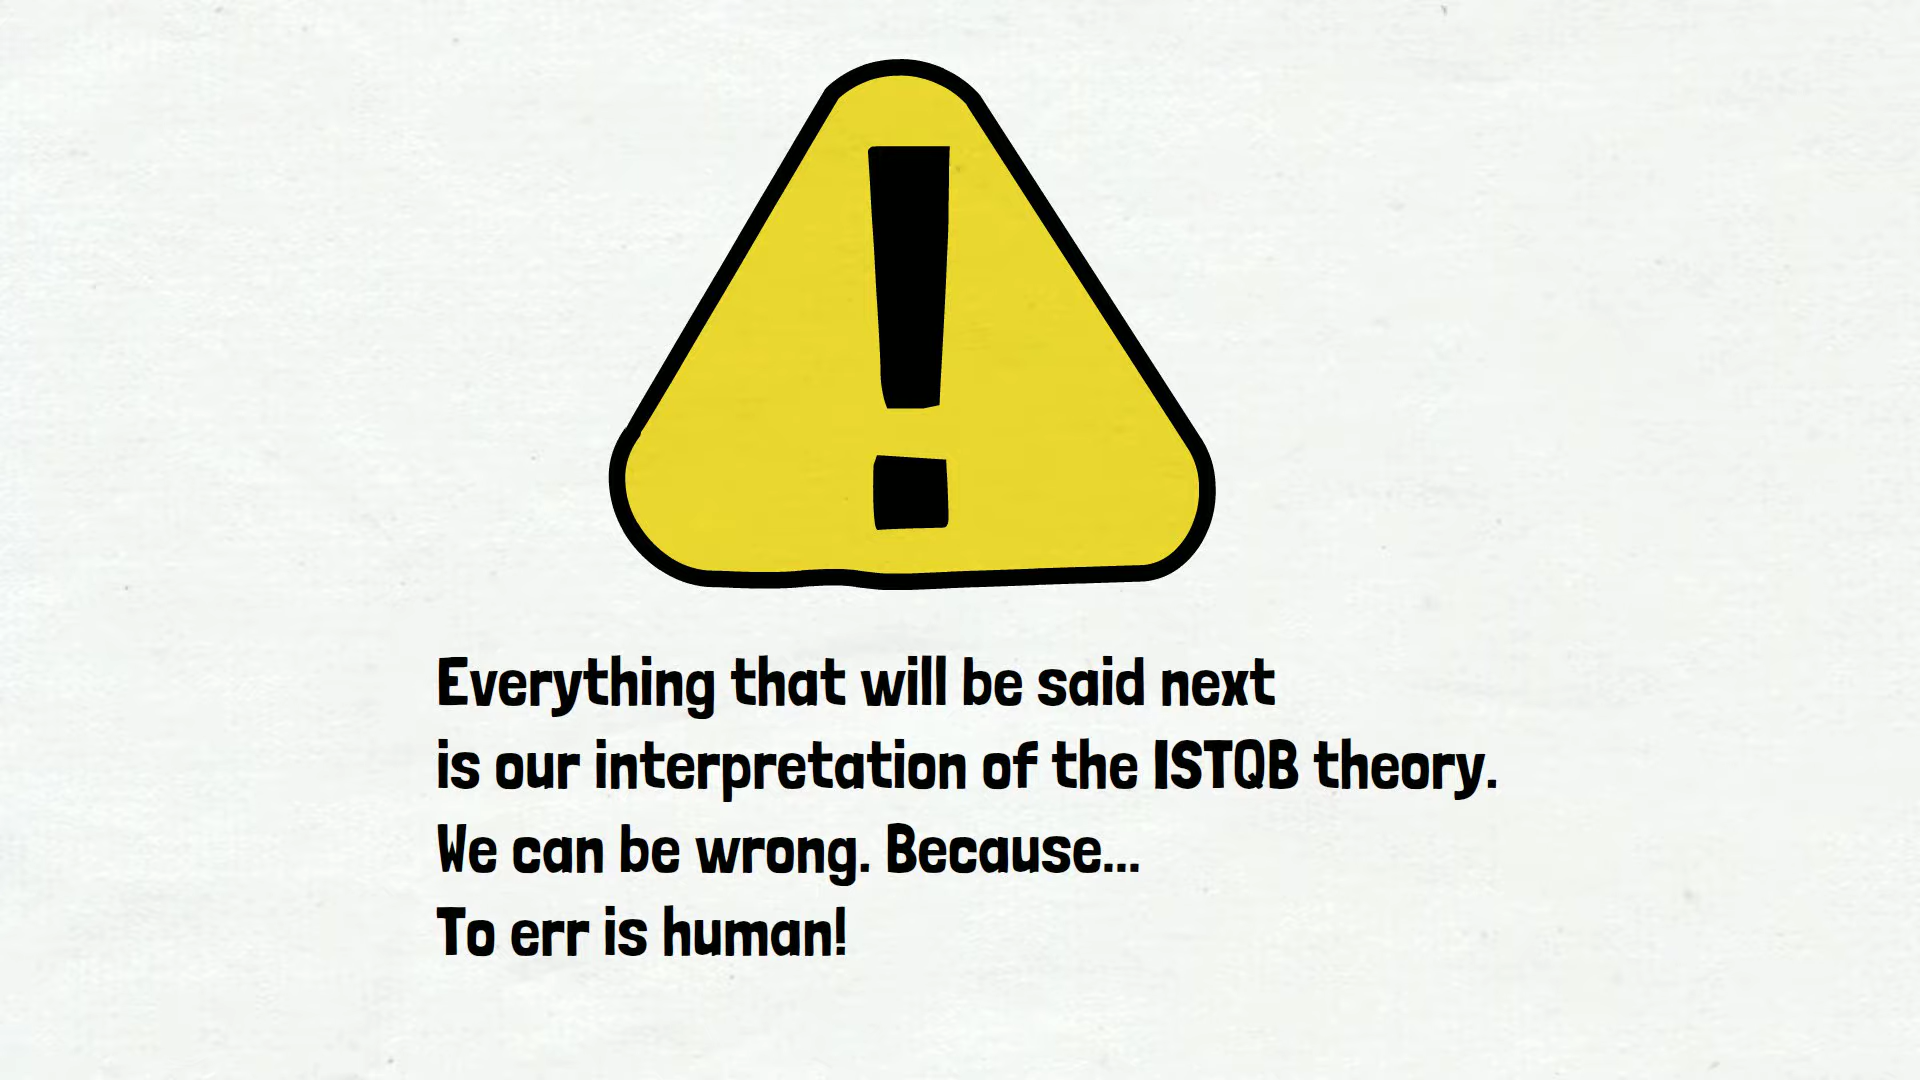 !
Everything that will be said next
is our interpretation of the ISTQB theory.
We can be wrong. Because...
To err is human!